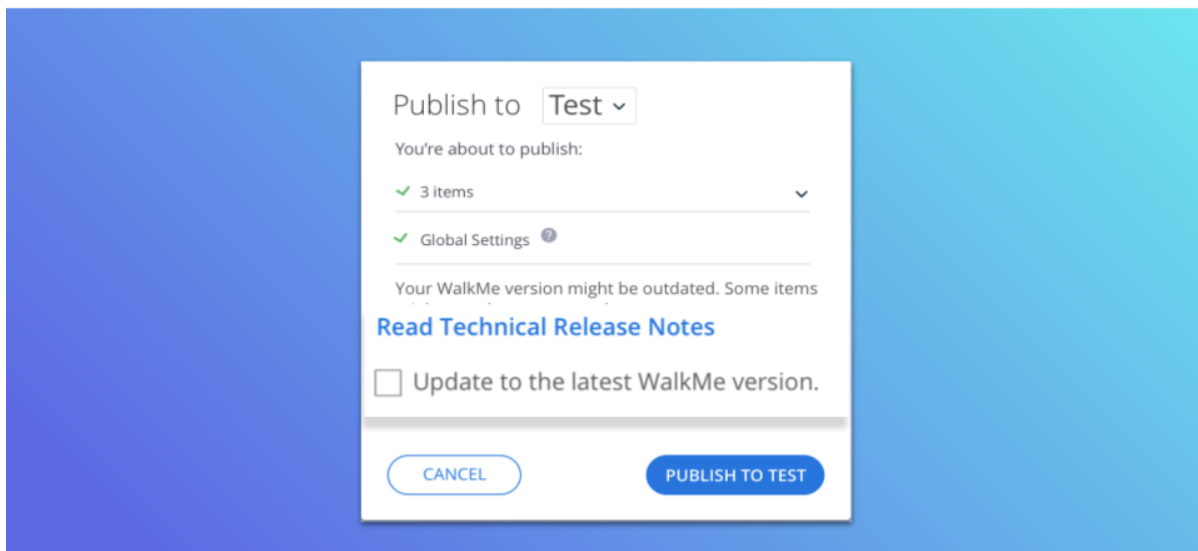 Publish to Test
You're about to publish:
3 items
Global Settings ?
Your WalkMe version might be outdated. Some items
Read Technical Release Notes
Update to the latest WalkMe version.
CANCEL
PUBLISH TO TEST